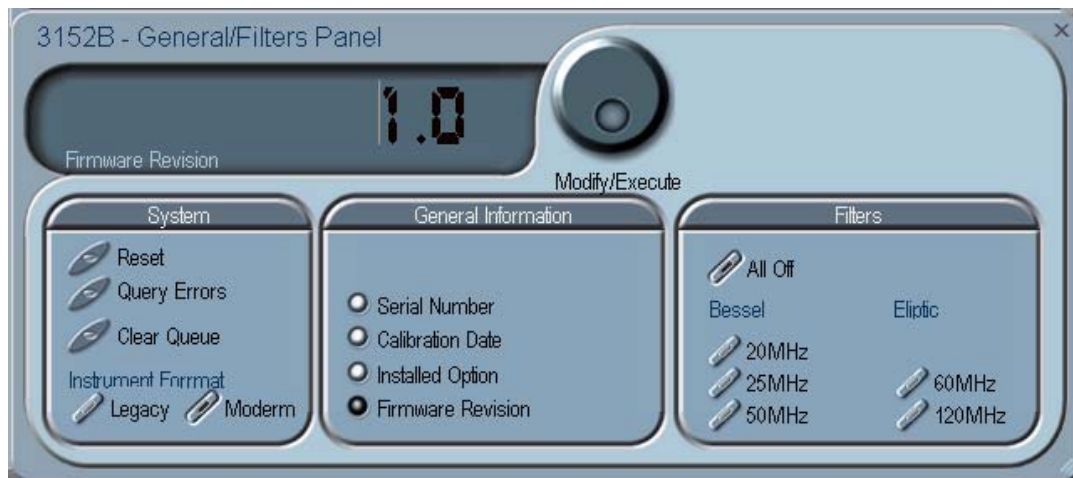 3152B - General/Filters Panel
1.0
Firmware Revision
Modify/Execute
System
Reset
Query Errors
Clear Queue
Instrument Forrmat
Legacy
Moderm
General Information
Serial Number
Calibration Date
Installed Option
Firmware Revision
Filters
All Off
Bessel
Eliptic
20MHz
25MHz
60MHz
50MHz
120MHz